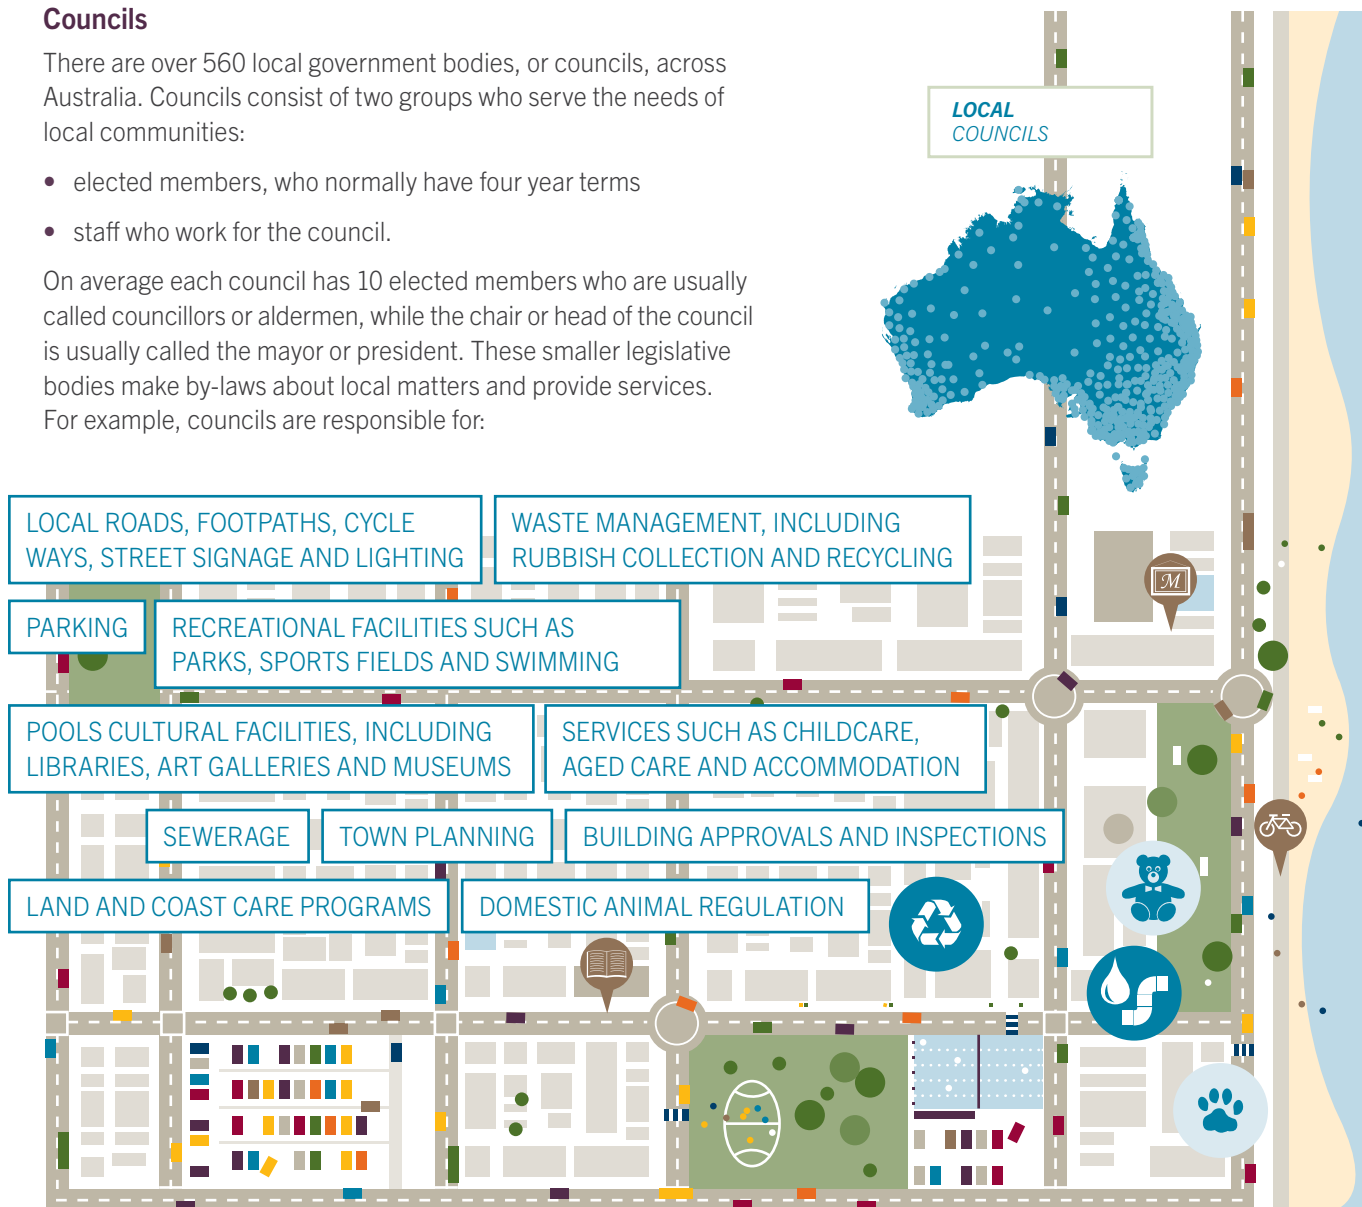 Councils
There are over 560 local government bodies, or councils, across
Australia. Councils consist of two groups who serve the needs of
local communities:
• elected members, who normally have four year terms
• staff who work for the council.
On average each council has 10 elected members who are usually
called councillors or aldermen, while the chair or head of the council
is usually called the mayor or president. These smaller legislative
bodies make by-laws about local matters and provide services.
For example, councils are responsible for:
LOCAL
COUNCILS
LOCAL ROADS, FOOTPATHS, CYCLE
WAYS, STREET SIGNAGE AND LIGHTING
WASTE MANAGEMENT, INCLUDING
RUBBISH COLLECTION AND RECYCLING
M
PARKING
RECREATIONAL FACILITIES SUCH AS
PARKS, SPORTS FIELDS AND SWIMMING
POOLS CULTURAL FACILITIES, INCLUDING
LIBRARIES, ART GALLERIES AND MUSEUMS
SERVICES SUCH AS CHILDCARE,
AGED CARE AND ACCOMMODATION
SEWERAGE
TOWN PLANNING
BUILDING APPROVALS AND INSPECTIONS
LAND AND COAST CARE PROGRAMS
DOMESTIC ANIMAL REGULATION